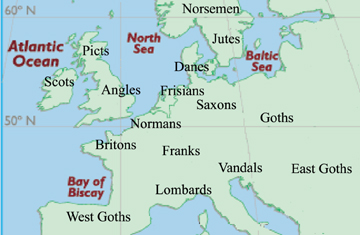 60° N
Norsemen
Atlantic
Ocean
Picts
North
Sea
Jutes
Baltic
Sea
Danes
Scots
Angles
Frisians
Saxons
50° N
Normans
Goths
Britons
Franks
Vandals
East Goths
Bay of
Biscay
Lombards
West Goths